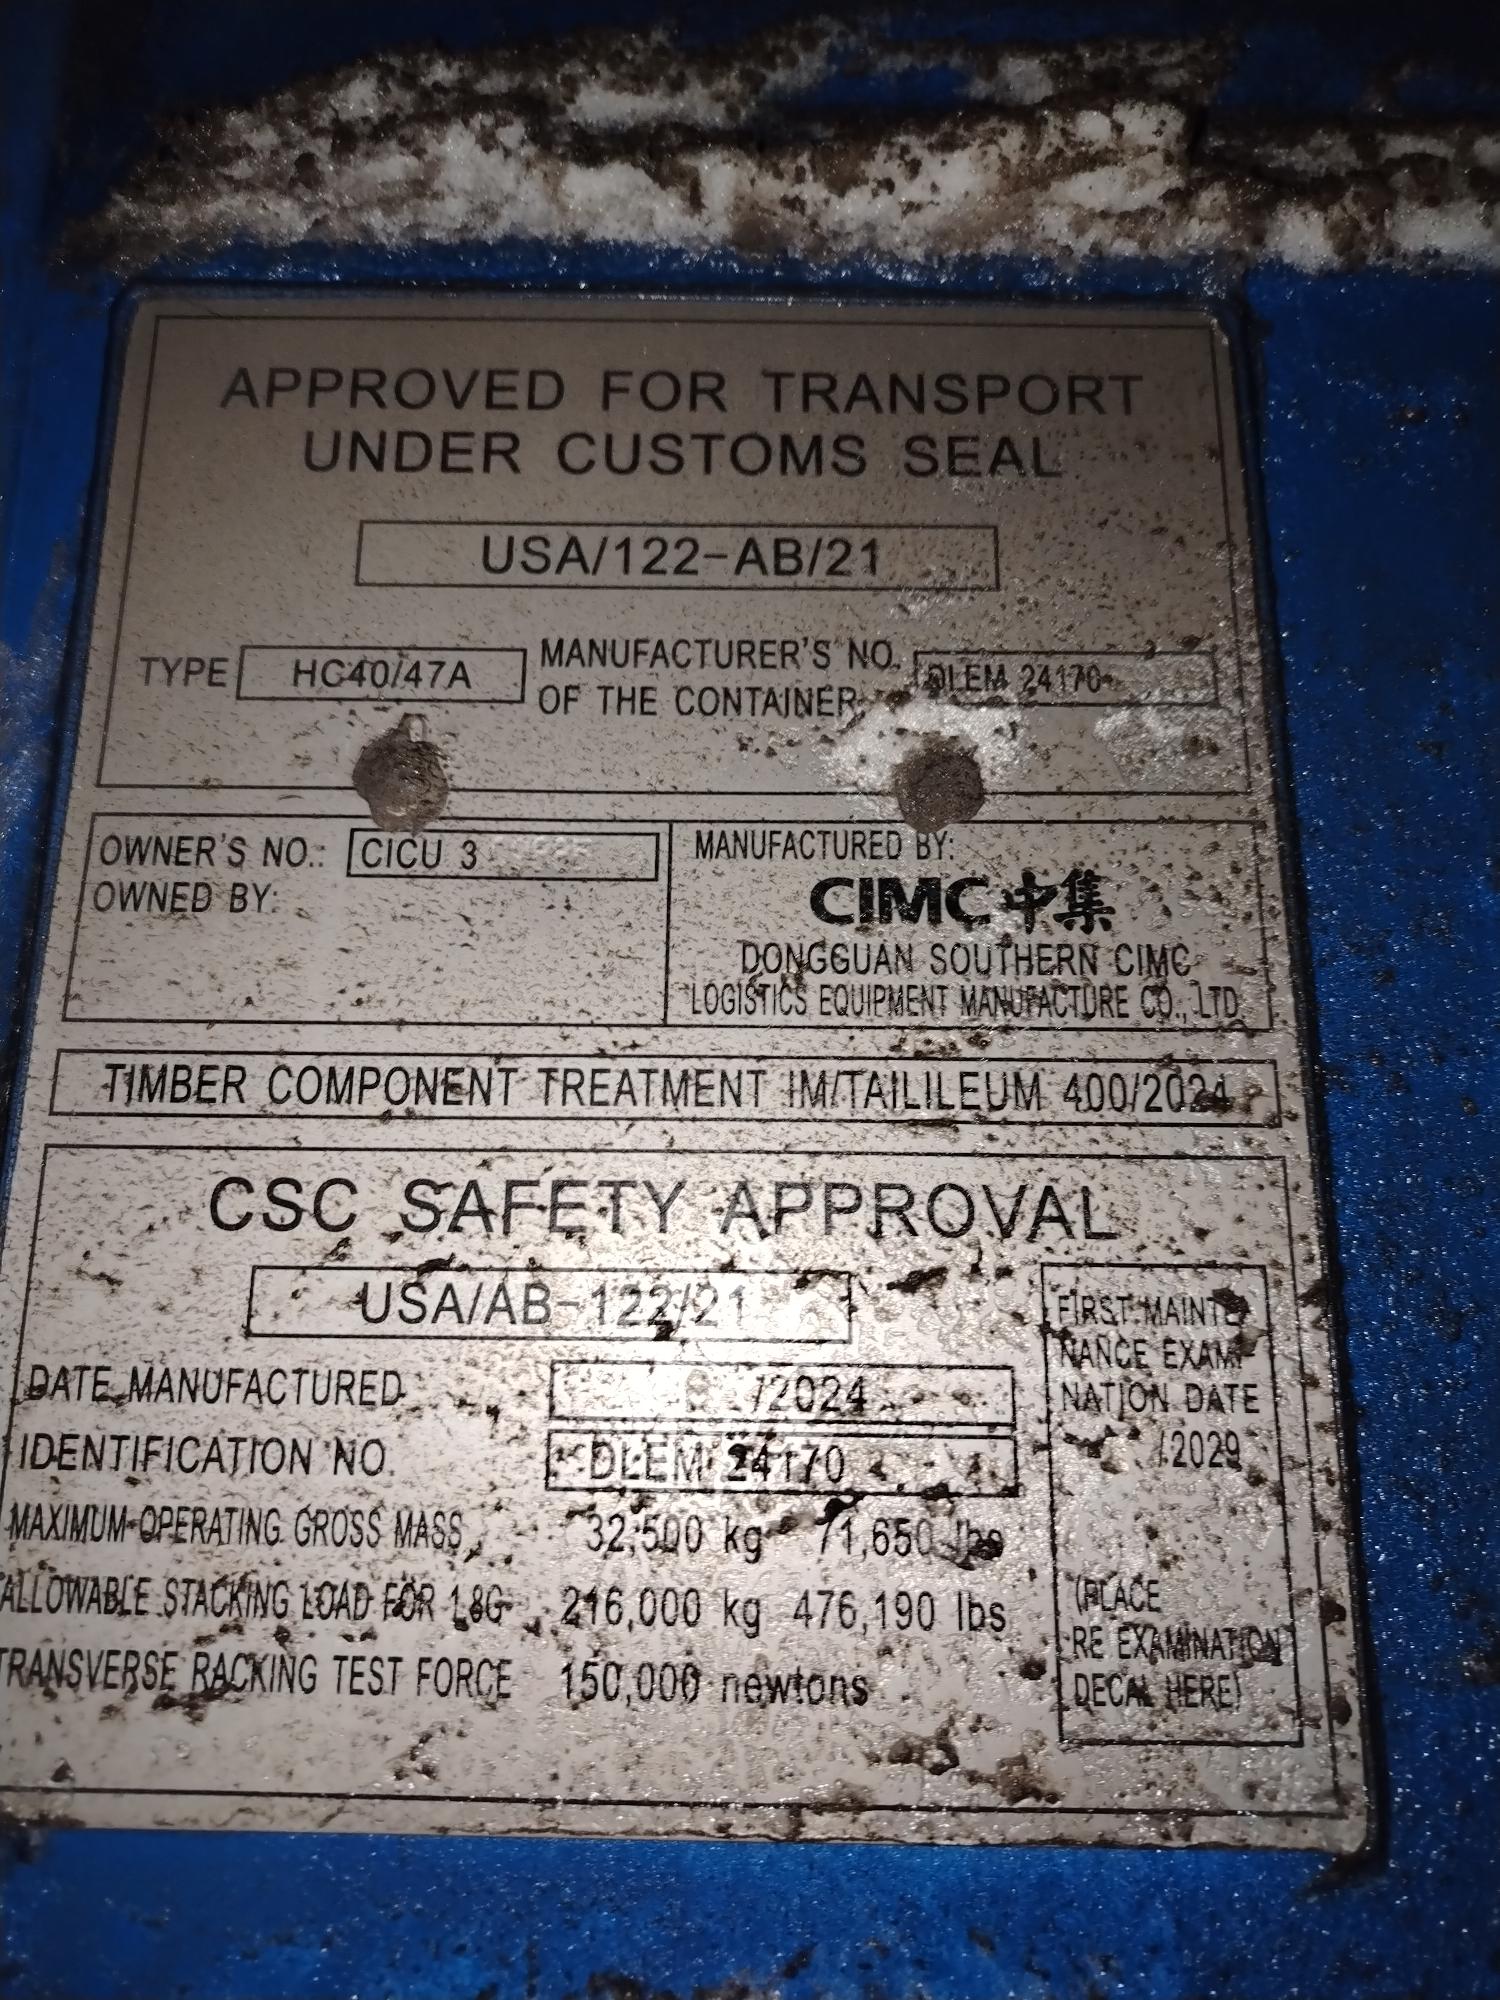 APPROVED FOR TRANSPORT
UNDER CUSTOMS SEAL
USA/122-AB/21
TYPE HC40/47A MANUFACTURER'S NO. OF THE CONTAINER DLEM 24170
OWNER'S NO.: CICU 3
OWNED BY:
MANUFACTURED BY:
CIMC 中集
DONGGUAN SOUTHERN CIMC
LOGISTICS EQUIPMENT MANUFACTURE CO., LTD.
TIMBER COMPONENT TREATMENT IM/TAILILEUM 400/2024
CSC SAFETY APPROVAL
USA/AB-122/21
DATE MANUFACTURED /2024
IDENTIFICATION NO. DLEM 24170
MAXIMUM OPERATING GROSS MASS 32,500 kg 71,650 lbs
ALLOWABLE STACKING LOAD FOR 1.8G 216,000 kg 476,190 lbs
TRANSVERSE RACKING TEST FORCE 150,000 newtons
FIRST MAINTE-
NANCE EXAMI-
NATION DATE
/2029
(PLACE
RE EXAMINATION
DECAL HERE)